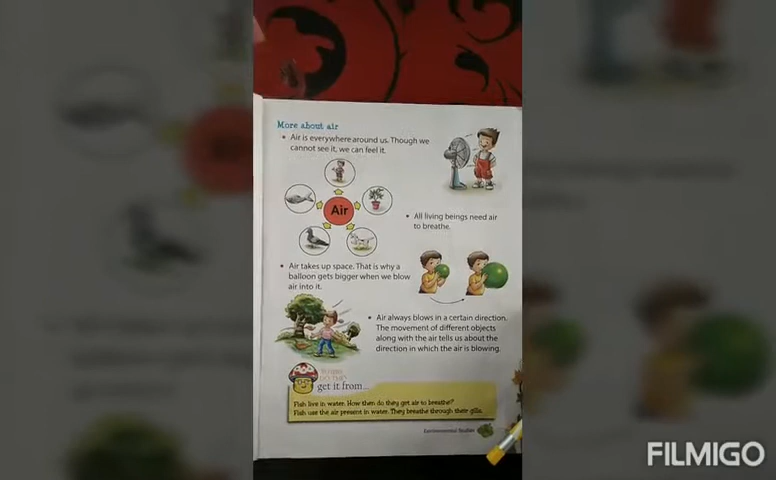 More about air
• Air is everywhere around us. Though we
cannot see it, we can feel it.
Air
• All living beings need air
to breathe.
• Air takes up space. That is why a
balloon gets bigger when we blow
air into it.
• Air always blows in a certain direction.
The movement of different objects
along with the air tells us about the
direction in which the air is blowing.
get it from...
Fish live in water. How then do they get air to breathe?
Fish use the air present in water. They breathe through their gills.
Environmental Studies
FILMIGO